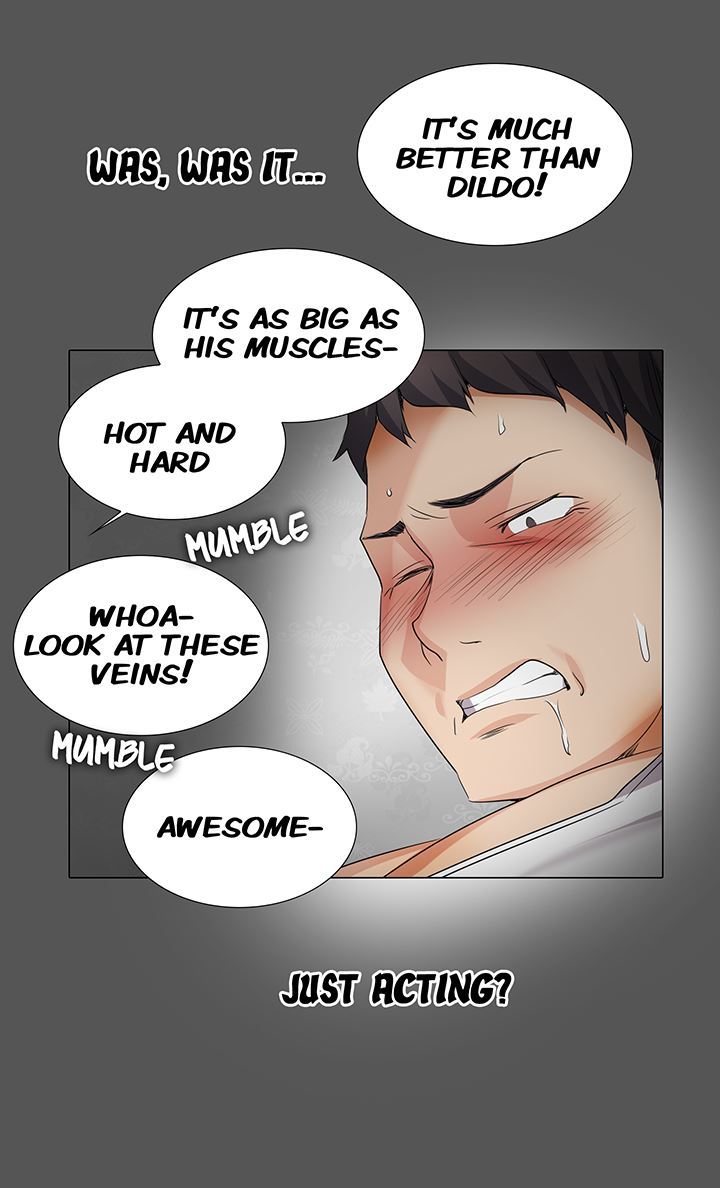 IT'S MUCH
BETTER THAN
DILDO!
WAS, WAS IT...
IT'S AS BIG AS
HIS MUSCLES-
HOT AND
HARD
MUMBLE
WHOA-
LOOK AT THESE
VEINS!
MUMBLE
AWESOME-
JUST ACTING?